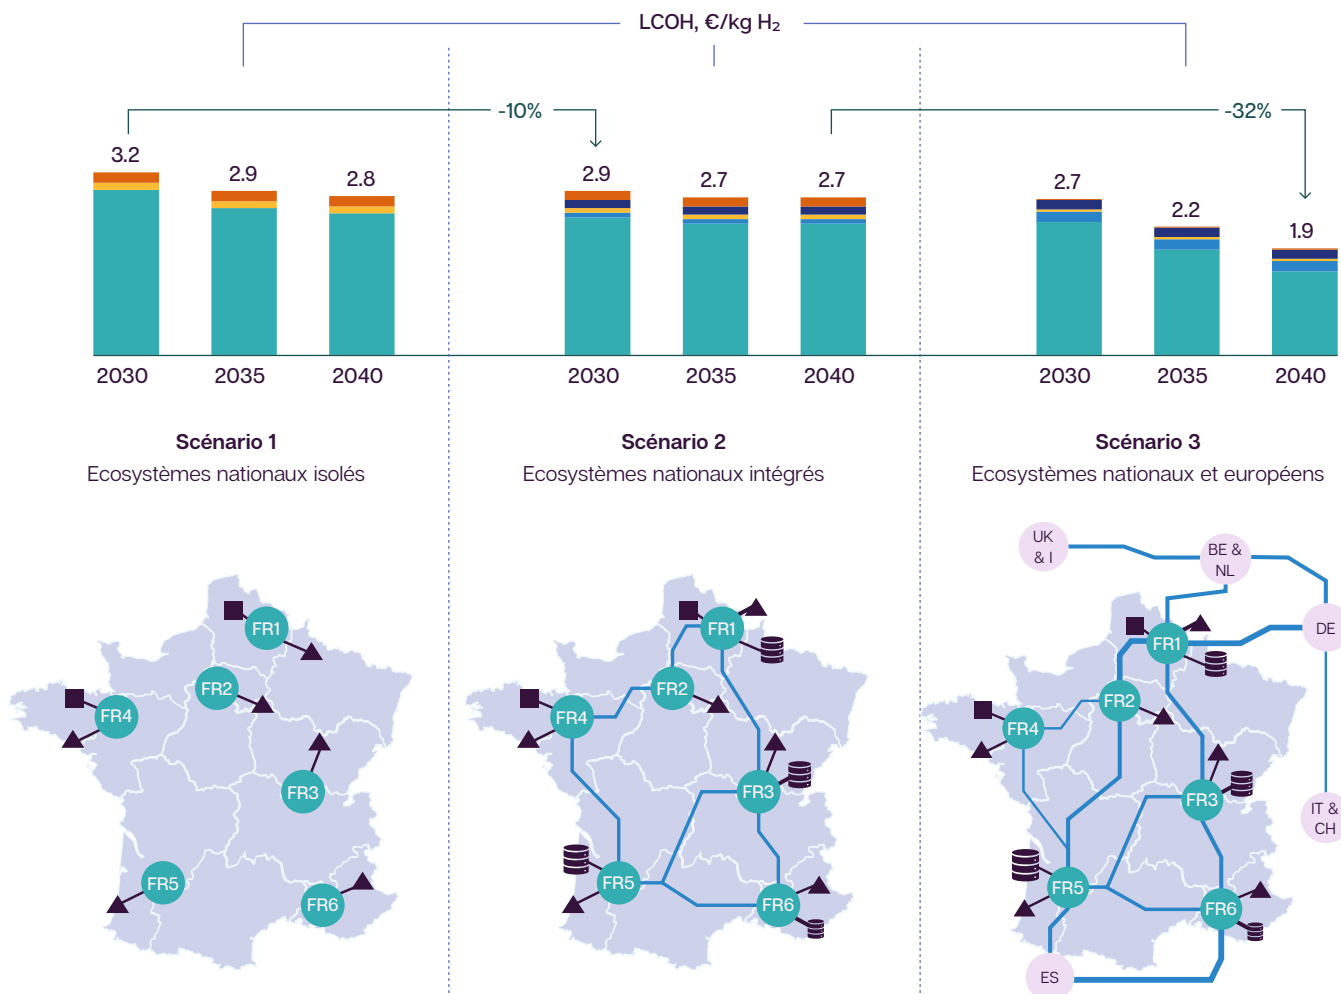 LCOH, €/kg H₂
-10%
-32%
3.2
2.9
2.8
2.9
2.7
2.7
2.7
2.2
1.9
2030
2035
2040
2030
2035
2040
2030
2035
2040
Scénario 1
Ecosystèmes nationaux isolés
Scénario 2
Ecosystèmes nationaux intégrés
Scénario 3
Ecosystèmes nationaux et européens
FR1
FR2
FR4
FR3
FR5
FR6
FR1
FR2
FR4
FR3
FR5
FR6
UK
& I
BE &
NL
DE
FR1
FR2
FR4
FR3
IT &
CH
FR5
FR6
ES